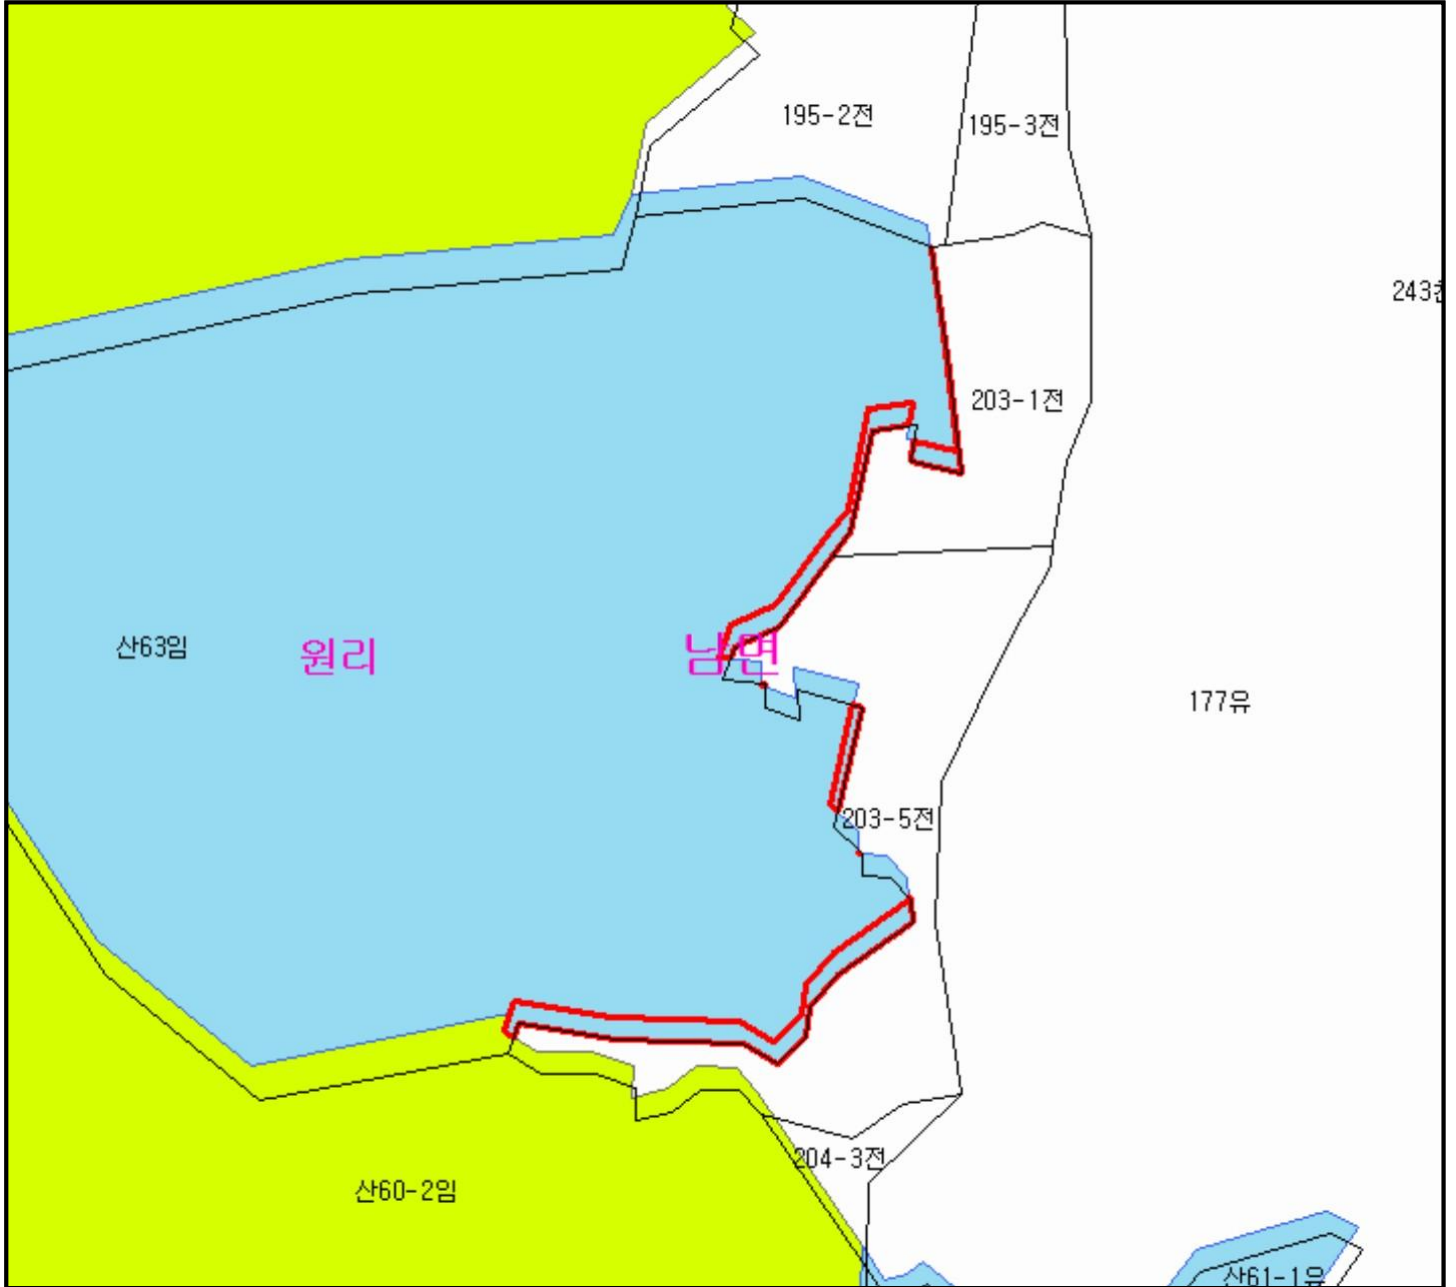 195-2전
195-3전
203-1전
산63임
원리
남면
177유
203-5전
204-3전
산60-2임
산61-1유